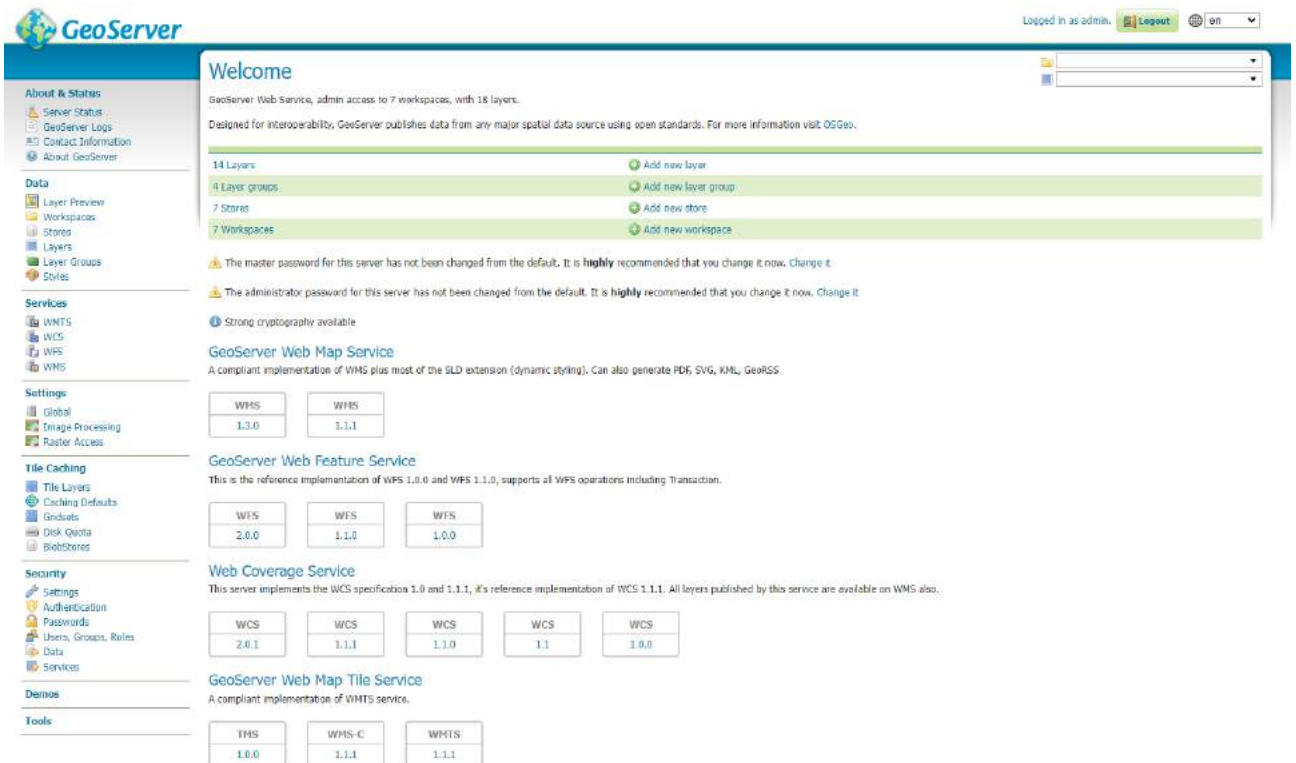 GeoServer
Logged in as admin. Logout en
Welcome
GeoServer Web Service, admin access to 7 workspaces, with 18 layers.
Designed for interoperability, GeoServer publishes data from any major spatial data source using open standards. For more information visit OSGeo.
14 Layers Add new layer
4 Layer groups Add new layer group
7 Stores Add new store
7 Workspaces Add new workspace
The master password for this server has not been changed from the default. It is highly recommended that you change it now. Change it
The administrator password for this server has not been changed from the default. It is highly recommended that you change it now. Change it
Strong cryptography available
GeoServer Web Map Service
A compliant implementation of WMS plus most of the SLD extension (dynamic styling). Can also generate PDF, SVG, KML, GeoRSS
WMS WMS
1.3.0 1.1.1
GeoServer Web Feature Service
This is the reference implementation of WFS 1.0.0 and WFS 1.1.0, supports all WFS operations including Transaction.
WFS WFS WFS
2.0.0 1.1.0 1.0.0
Web Coverage Service
This server implements the WCS specification 1.0 and 1.1.1, it's reference implementation of WCS 1.1.1. All layers published by this service are available on WMS also.
WCS WCS WCS WCS WCS
2.0.1 1.1.1 1.1.0 1.1 1.0.0
GeoServer Web Map Tile Service
A compliant implementation of WMTS service.
TMS WMS-C WMTS
1.0.0 1.1.1 1.1.1
About & Status
Server Status
GeoServer Logs
Contact Information
About GeoServer
Data
Layer Preview
Workspaces
Stores
Layers
Layer Groups
Styles
Services
WMTS
WCS
WFS
WMS
Settings
Global
Image Processing
Raster Access
Tile Caching
Tile Layers
Caching Defaults
Gridsets
Disk Quota
BlobStores
Security
Settings
Authentication
Passwords
Users, Groups, Roles
Data
Services
Demos
Tools